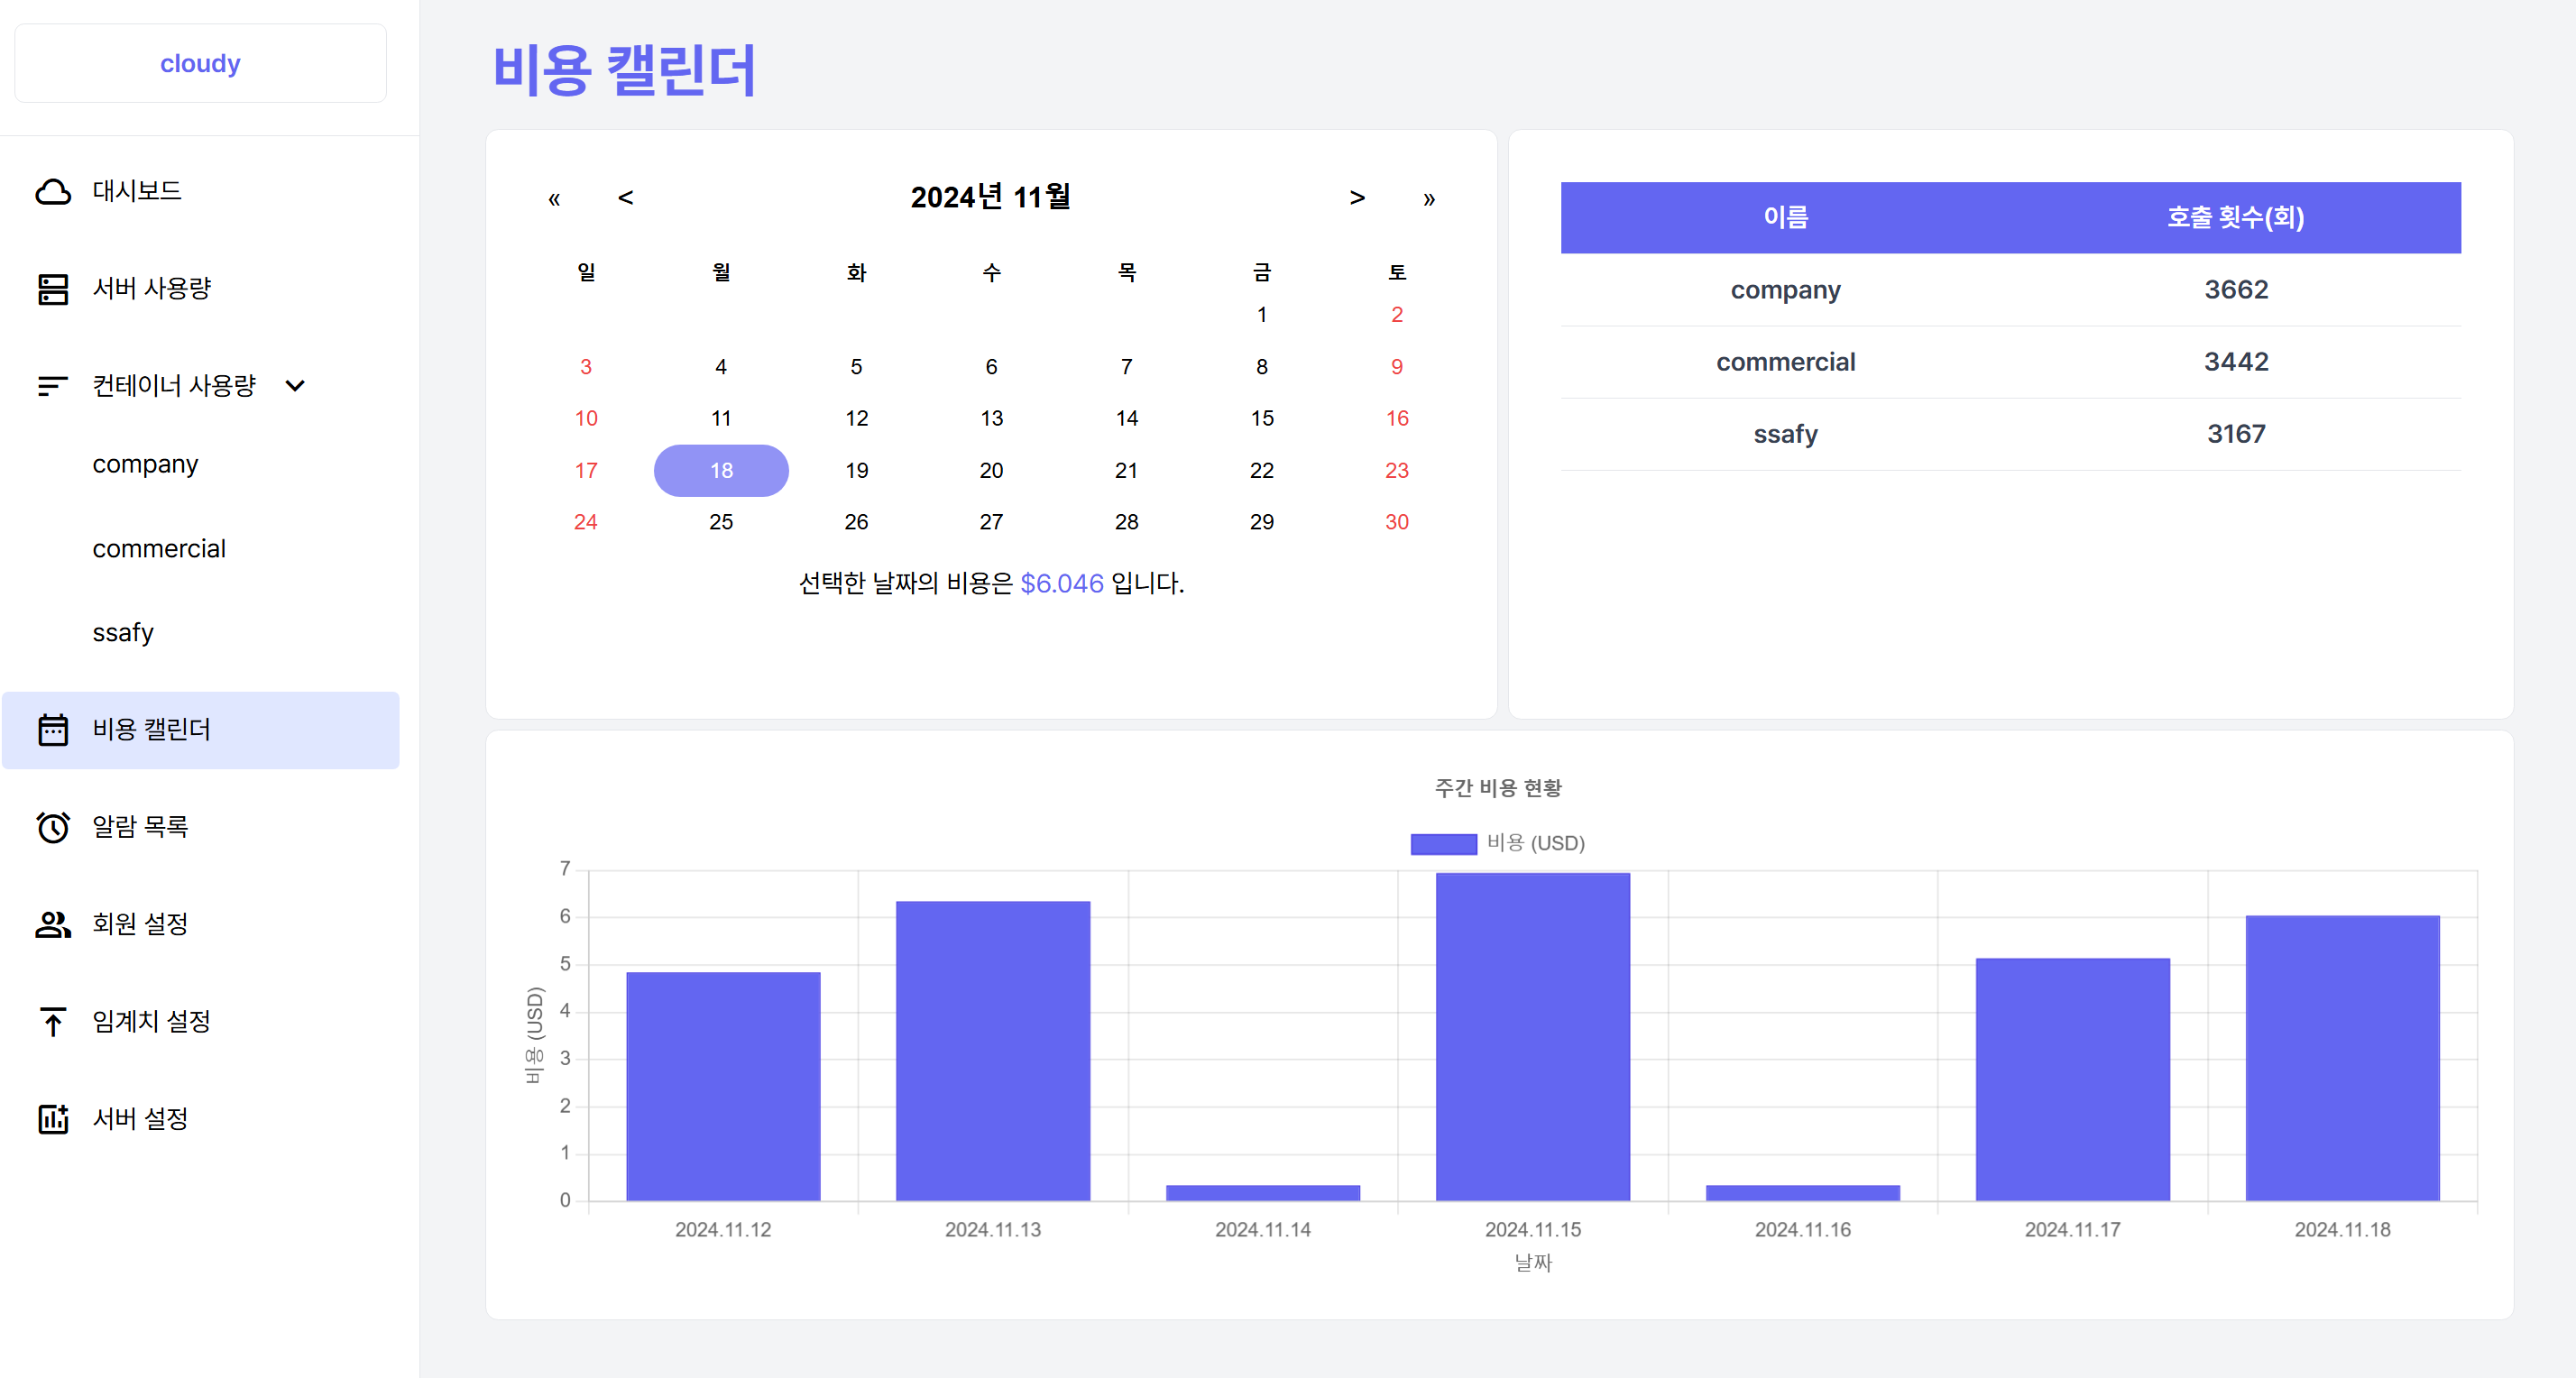 cloudy
대시보드
서버 사용량
컨테이너 사용량
company
commercial
ssafy
비용 캘린더
알람 목록
회원 설정
임계치 설정
서버 설정
비용 캘린더
« < 2024년 11월 > »
일 월 화 수 목 금 토
1 2
3 4 5 6 7 8 9
10 11 12 13 14 15 16
17 18 19 20 21 22 23
24 25 26 27 28 29 30
선택한 날짜의 비용은 $6.046 입니다.
이름 호출 횟수(회)
company 3662
commercial 3442
ssafy 3167
주간 비용 현황
비용 (USD)
비용 (USD)
7
6
5
4
3
2
1
0
2024.11.12 2024.11.13 2024.11.14 2024.11.15 2024.11.16 2024.11.17 2024.11.18
날짜